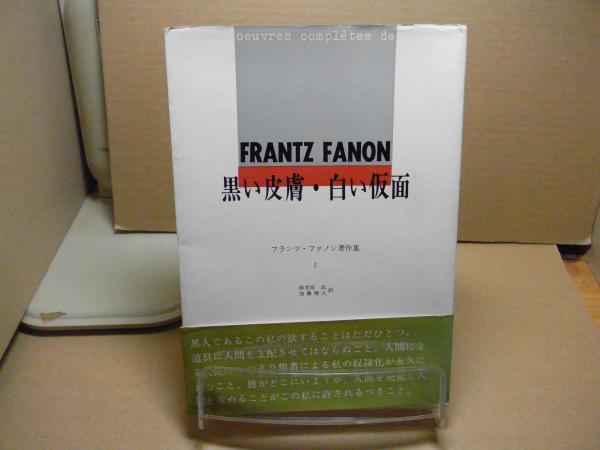 oeuvres complètes de
FRANTZ FANON
黒い皮膚・白い仮面
フランツ・ファノン著作集
1
海老坂 武
加藤晴久 訳
黒人であるこの私の欲することはただひとつ。
道具に人間を支配させてはならぬこと。人間によ
る人間の 他者による私の奴隷化が永久に
こと。彼がどこにいようが、人間を発見し人
を求めることがこの私に許されるべきこと。